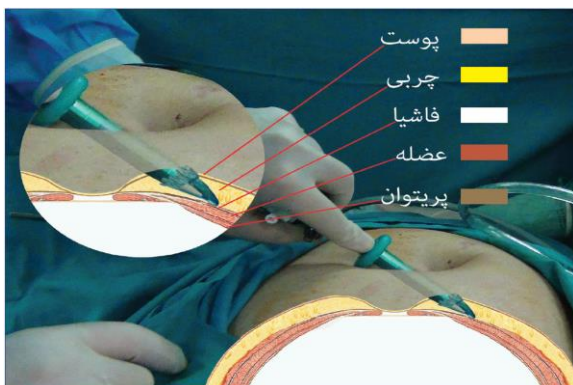 پوست
چربی
فاشیا
عضله
پریتوان